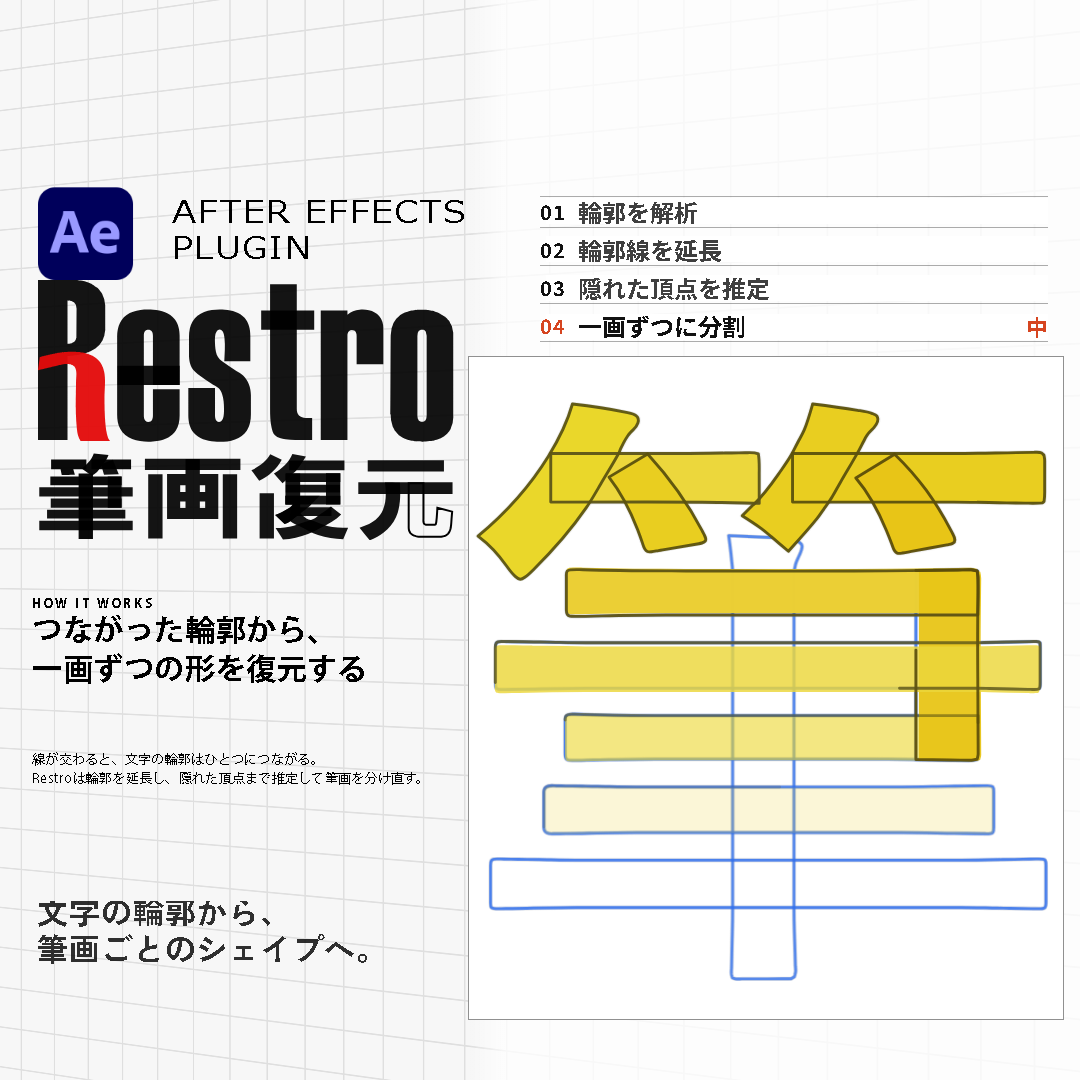 Ae
AFTER EFFECTS
PLUGIN
Restro
筆画復元
HOW IT WORKS
つながった輪郭から、
一画ずつの形を復元する
線が交わると、文字の輪郭はひとつにつながる。
Restroは輪郭を延長し、隠れた頂点まで推定して筆画を分け直す。
文字の輪郭から、
筆画ごとのシェイプへ。
01 輪郭を解析
02 輪郭線を延長
03 隠れた頂点を推定
04 一画ずつに分割 中
筆